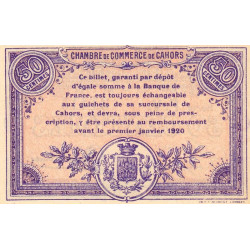 CHAMBRE DE COMMERCE DE CAHORS
50
50
CENTIMES
CENTIMES
Ce billet, garanti par dépôt
d'égale somme à la Banque de
France, est toujours échangeable
aux guichets de sa succursale de
Cahors, et devra, sous peine de pres-
cription, y être présenté au remboursement
avant le premier janvier 1920